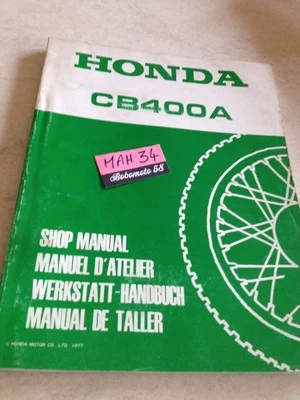 HONDA
CB400A
MAH 34
Bobomoto 58
SHOP MANUAL
MANUEL D'ATELIER
WERKSTATT-HANDBUCH
MANUAL DE TALLER
© HONDA MOTOR CO., LTD. 1977